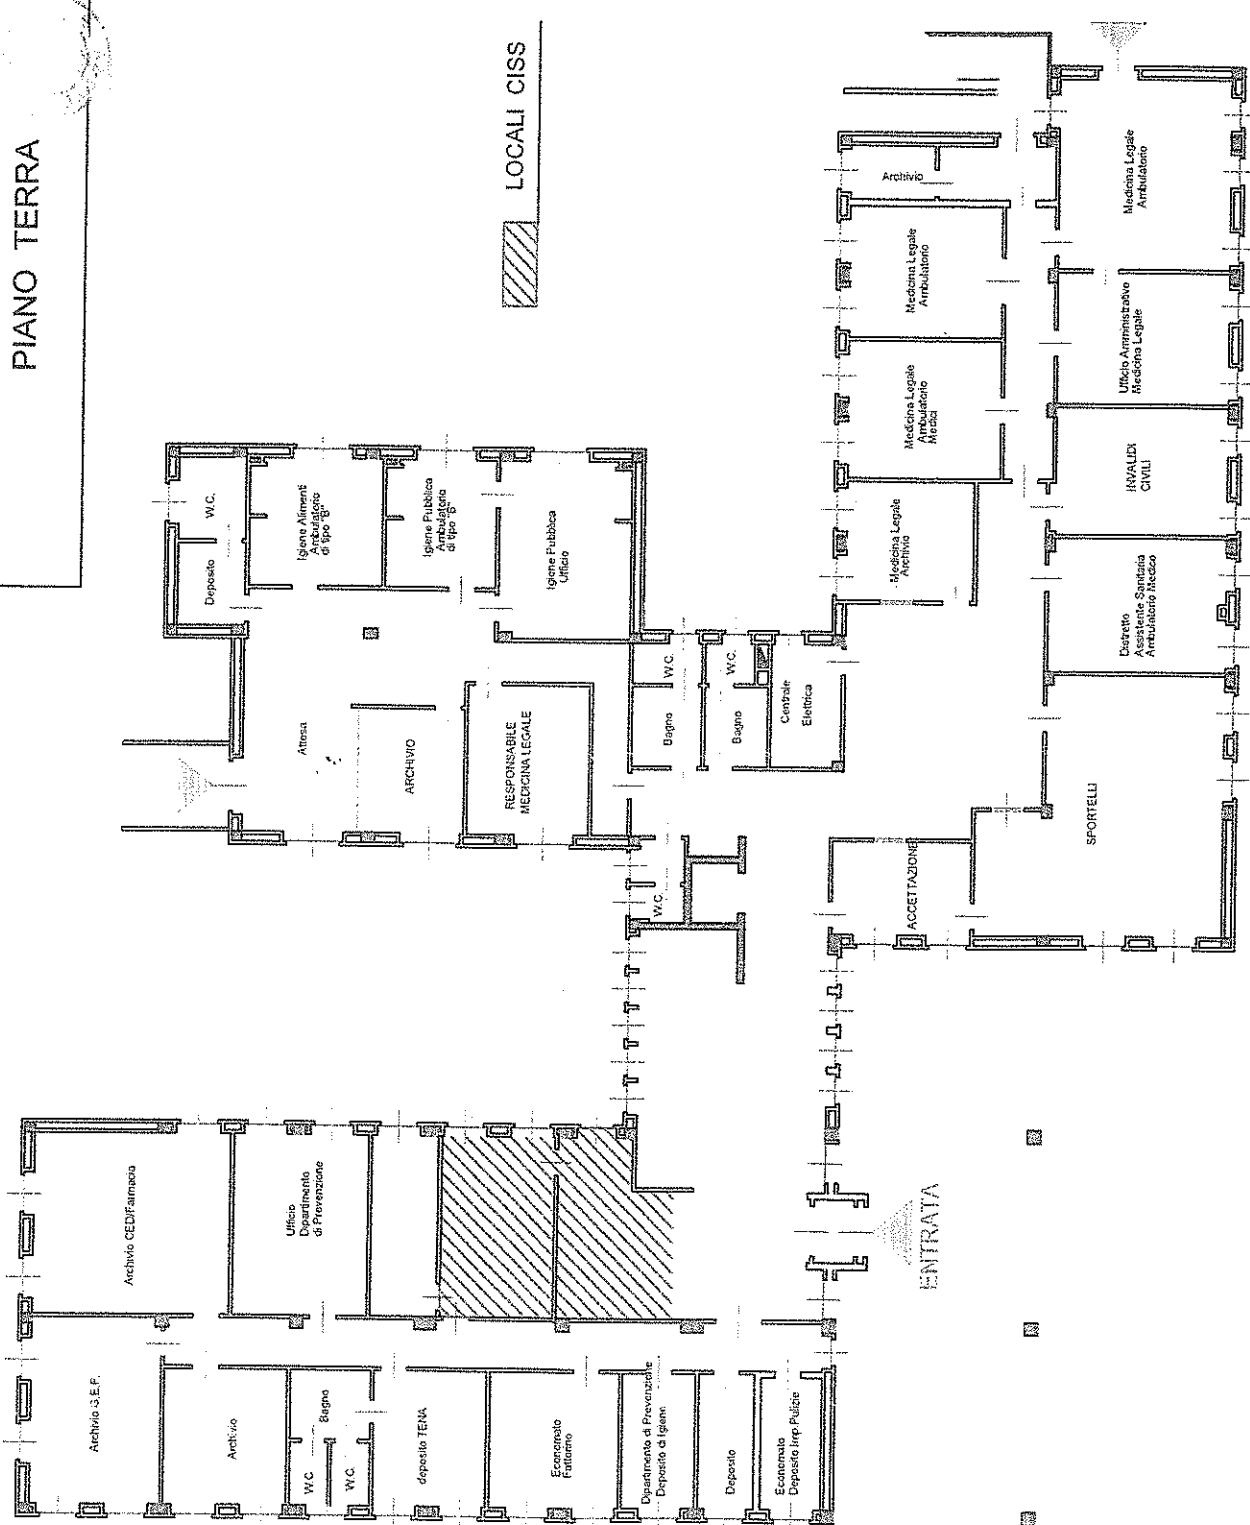 PIANO TERRA
LOCALI CISS
Archivio
Medicina Legale
Ambulatorio
Medicina Legale
Ambulatorio
Medicina Legale
Ambulatorio
Medici
Ufficio Amministrativo
Medicina Legale
INVALIDI
CIVILI
Medicina Legale
Archivio
Distretto
Assistente Sanitaria
Ambulatorio Medico
SPORTELLI
ACCETTAZIONE
W.C.
Deposito
Igiene Alimenti
Ambulatorio
di tipo "B"
Igiene Pubblica
Ambulatorio
di tipo "B"
Igiene Pubblica
Ufficio
Attesa
ARCHIVIO
RESPONSABILE
MEDICINA LEGALE
W.C.
Bagno
W.C.
Bagno
Centrale
Elettrica
W.C.
Archivio CED/Farmacia
Ufficio
Dipartimento
di Prevenzione
ENTRATA
Archivio
Bagno
W.C.
W.C.
deposito TENA
Economato
Fattorino
Dipartimento di Prevenzione
Deposito di Igiene
Deposito
Economato
Deposito Imp.Pulizie